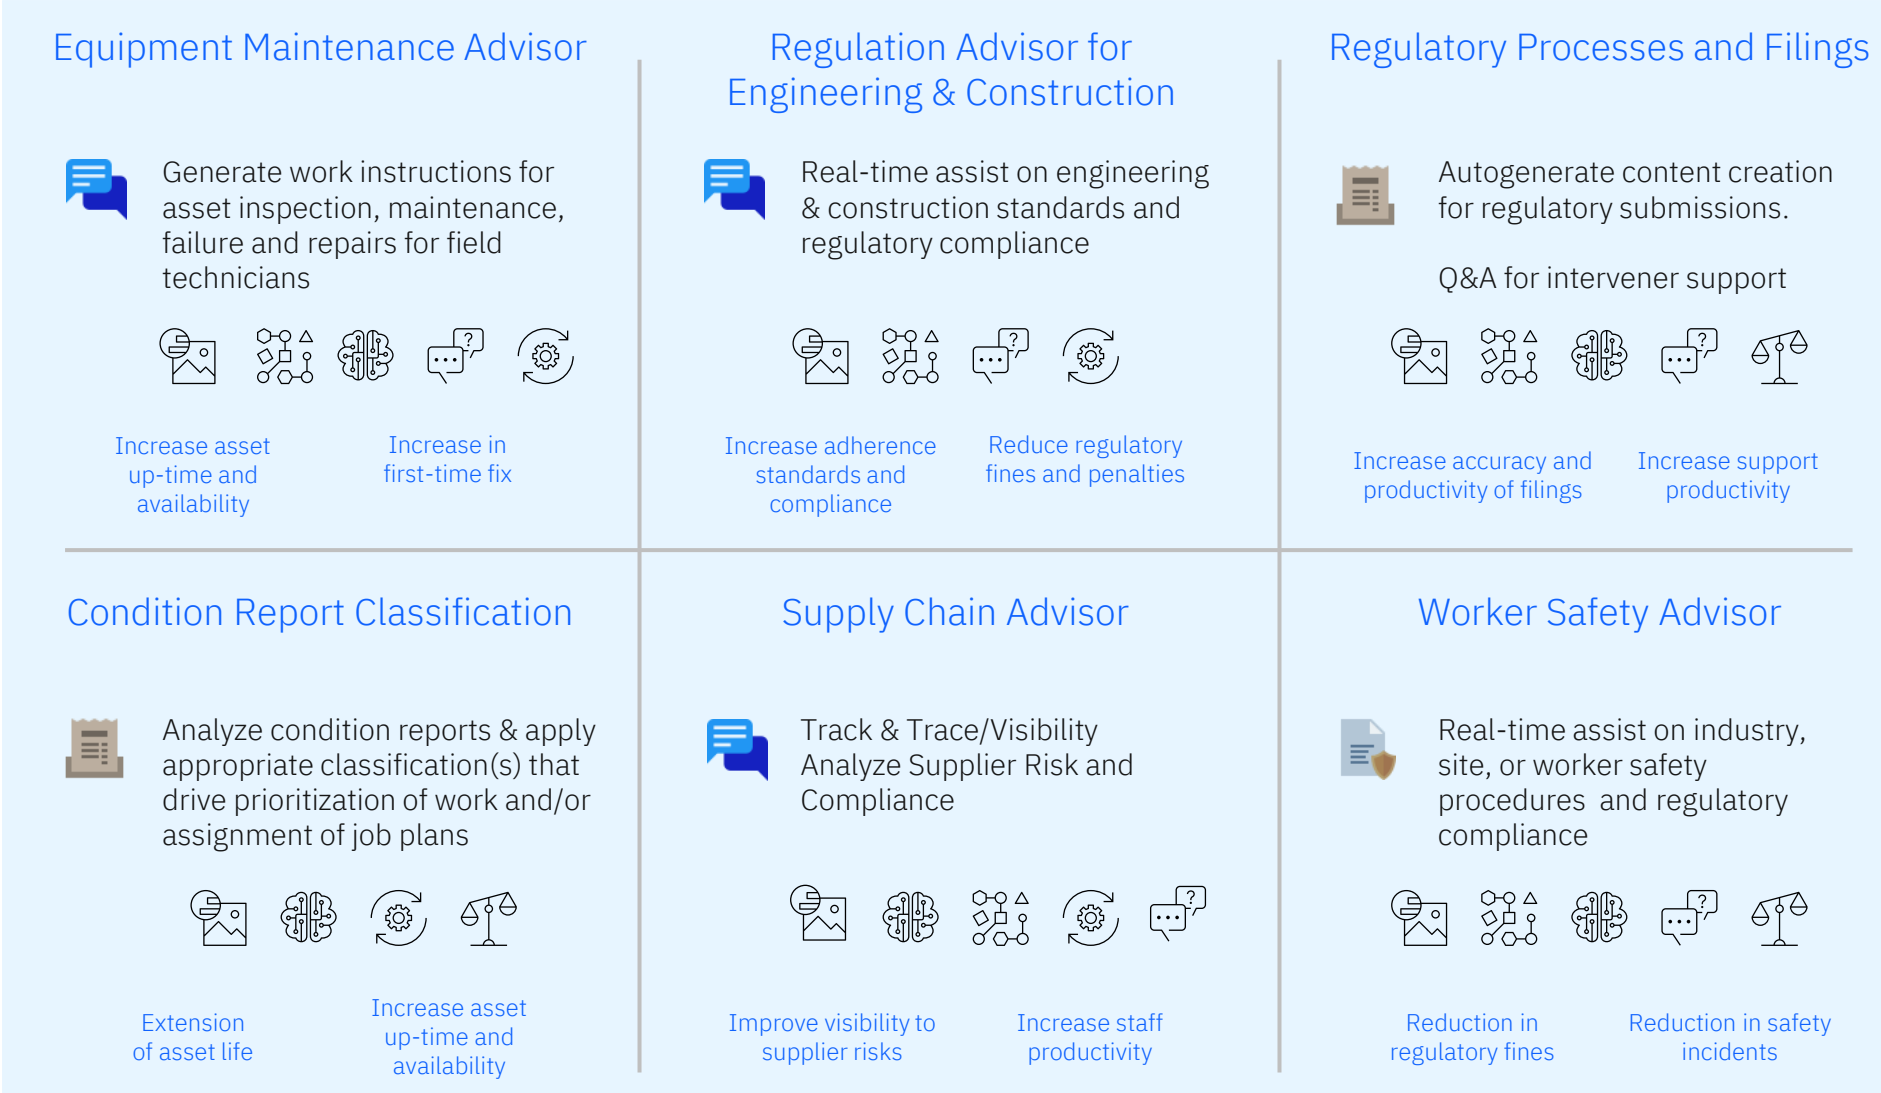 Equipment Maintenance Advisor
Generate work instructions for
asset inspection, maintenance,
failure and repairs for field
technicians
?
Increase asset
up-time and
availability
Increase in
first-time fix
Regulation Advisor for
Engineering & Construction
Real-time assist on engineering
& construction standards and
regulatory compliance
?
Increase adherence
standards and
compliance
Reduce regulatory
fines and penalties
Regulatory Processes and Filings
Autogenerate content creation
for regulatory submissions.
Q&A for intervener support
?
Increase accuracy and
productivity of filings
Increase support
productivity
Condition Report Classification
Analyze condition reports & apply
appropriate classification(s) that
drive prioritization of work and/or
assignment of job plans
Extension
of asset life
Increase asset
up-time and
availability
Supply Chain Advisor
Track & Trace/Visibility
Analyze Supplier Risk and
Compliance
?
Improve visibility to
supplier risks
Increase staff
productivity
Worker Safety Advisor
Real-time assist on industry,
site, or worker safety
procedures  and regulatory
compliance
?
Reduction in
regulatory fines
Reduction in safety
incidents